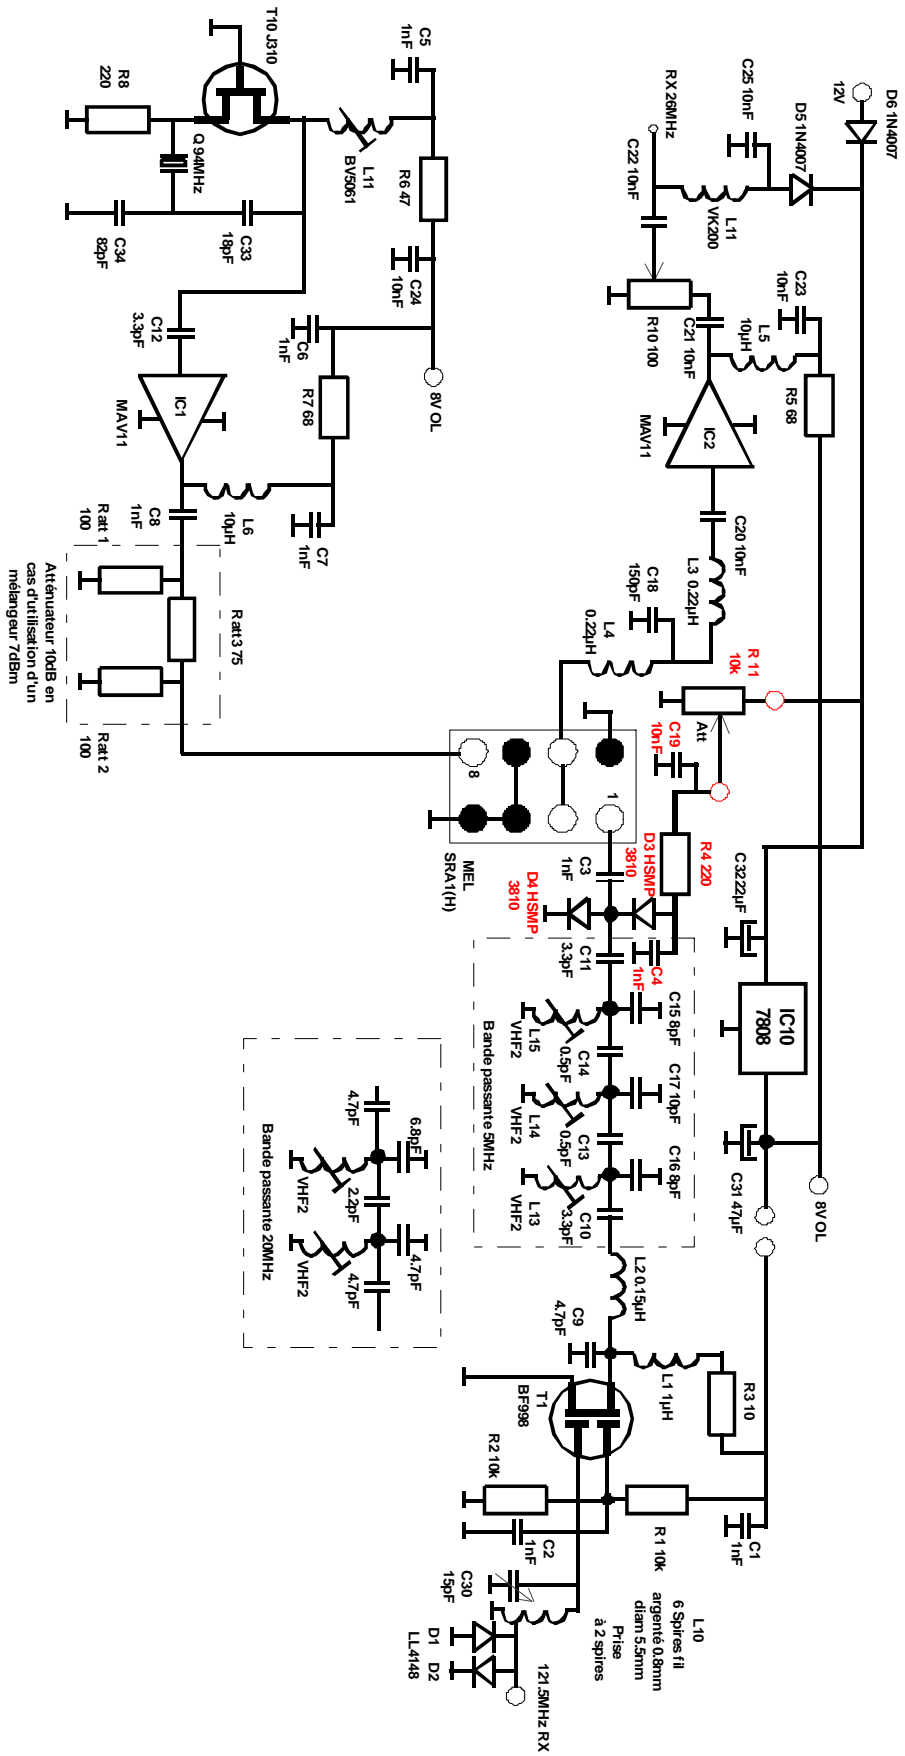 D6 1N4007
12V
D5 1N4007
C25 10nF
RX 26MHz
C22 10nF
L11
VK200
R10 100
C21 10nF
L5
10µH
C23
10nF
R5 68
IC2
MAV11
C20 10nF
L3 0.22µH
C18
150pF
L4
0.22µH
R 11
10k
Att
C19
10nF
R4 220
D3 HSMP
3810
C4
1nF
C32 22µF
IC10
7808
C31 47µF
8V OL
T10 J310
R8
220
Q 94MHz
C34
82pF
C33
18pF
L11
BV5061
C5
1nF
R6 47
C24
10nF
8V OL
C6
1nF
R7 68
C7
1nF
C12
3.3pF
IC1
MAV11
L6
10µH
C8
1nF
Ratt 1
100
Ratt3 75
Ratt 2
100
Atténuateur 10dB en
cas d'utilisation d'un
mélangeur 7dBm
8
1
MEL
SRA1(H)
C3
1nF
D4 HSMP
3810
C11
3.3pF
C15 8pF
L15
VHF2
C14
0.5pF
C17 10pF
L14
VHF2
C13
0.5pF
C16 8pF
L13
VHF2
C10
3.3pF
Bande passante 5MHz
4.7pF
6.8pF
VHF2
2.2pF
4.7pF
VHF2
4.7pF
Bande passante 20MHz
L2 0.15µH
C9
4.7pF
L1 1µH
R3 10
T1
BF998
R2 10k
R1 10k
C1
1nF
C2
1nF
C30
15pF
L10
6 Spires fil
argenté 0.8mm
diam 5.5mm
Prise
à 2 spires
D1
D2
LL4148
121.5MHz RX